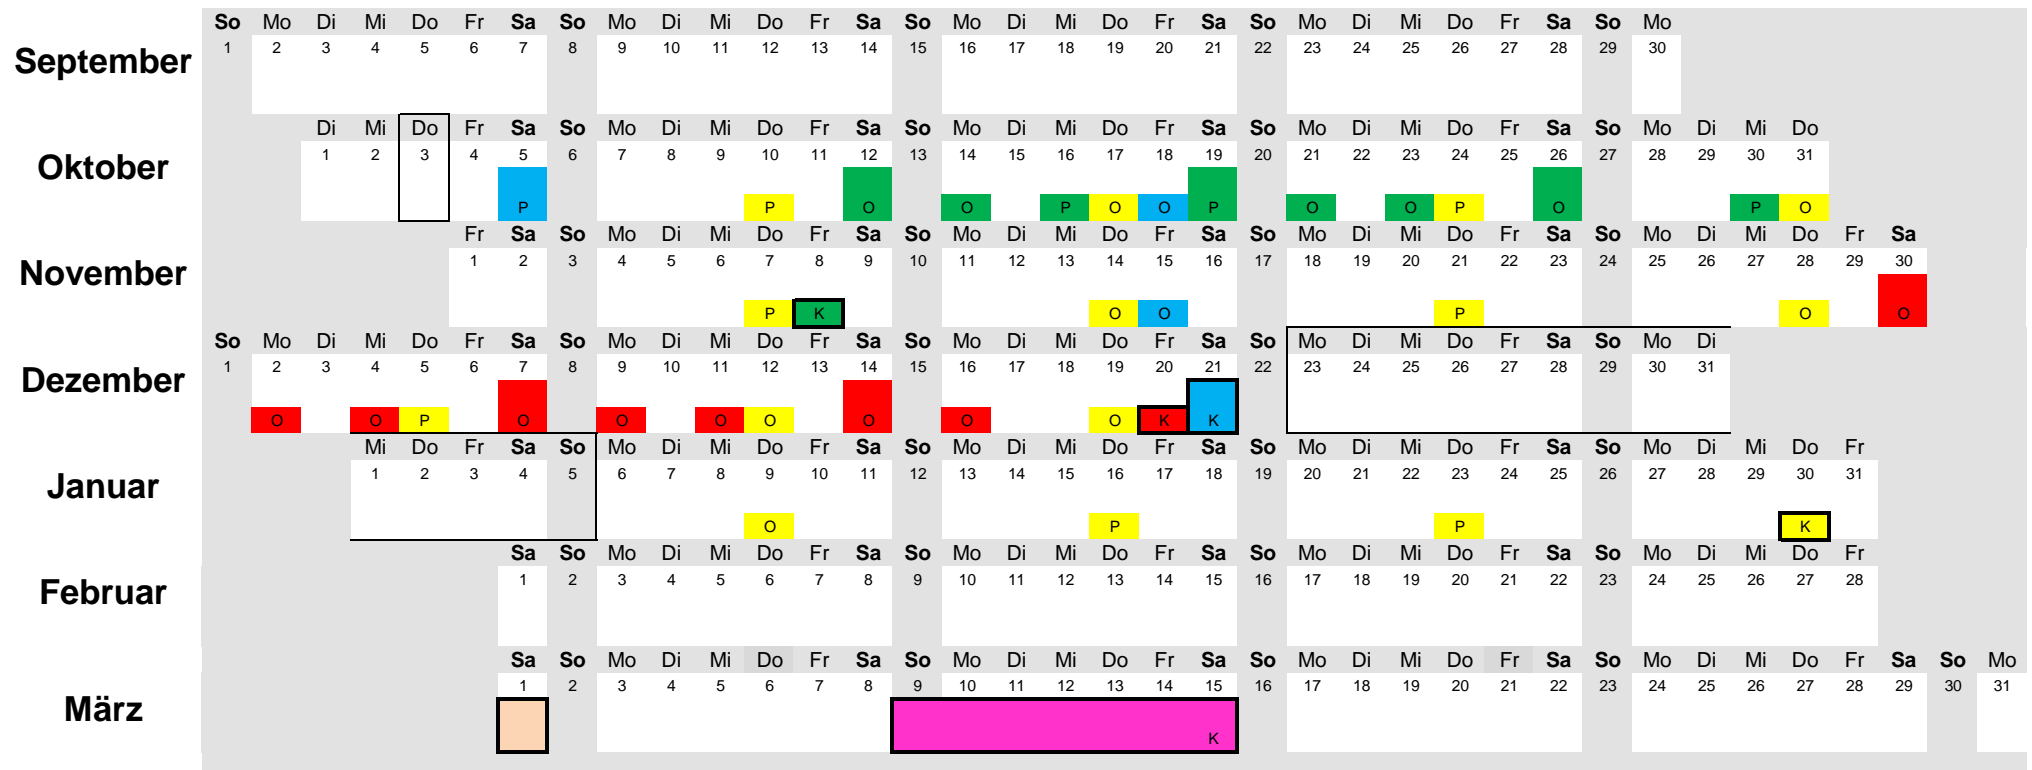 So Mo Di Mi Do Fr Sa So Mo Di Mi Do Fr Sa So Mo Di Mi Do Fr Sa So Mo Di Mi Do Fr Sa So Mo
September
1 2 3 4 5 6 7 8 9 10 11 12 13 14 15 16 17 18 19 20 21 22 23 24 25 26 27 28 29 30
Di Mi Do Fr Sa So Mo Di Mi Do Fr Sa So Mo Di Mi Do Fr Sa So Mo Di Mi Do Fr Sa So Mo Di Mi Do
Oktober
1 2 3 4 5 6 7 8 9 10 11 12 13 14 15 16 17 18 19 20 21 22 23 24 25 26 27 28 29 30 31
P P O O P O O P O O P O P O
Fr Sa So Mo Di Mi Do Fr Sa So Mo Di Mi Do Fr Sa So Mo Di Mi Do Fr Sa So Mo Di Mi Do Fr Sa
November
1 2 3 4 5 6 7 8 9 10 11 12 13 14 15 16 17 18 19 20 21 22 23 24 25 26 27 28 29 30
P K O O P O O
So Mo Di Mi Do Fr Sa So Mo Di Mi Do Fr Sa So Mo Di Mi Do Fr Sa So Mo Di Mi Do Fr Sa So Mo Di
Dezember
1 2 3 4 5 6 7 8 9 10 11 12 13 14 15 16 17 18 19 20 21 22 23 24 25 26 27 28 29 30 31
O O P O O O O O O O K K
Mi Do Fr Sa So Mo Di Mi Do Fr Sa So Mo Di Mi Do Fr Sa So Mo Di Mi Do Fr Sa So Mo Di Mi Do Fr
Januar
1 2 3 4 5 6 7 8 9 10 11 12 13 14 15 16 17 18 19 20 21 22 23 24 25 26 27 28 29 30 31
O P P K
Sa So Mo Di Mi Do Fr Sa So Mo Di Mi Do Fr Sa So Mo Di Mi Do Fr Sa So Mo Di Mi Do Fr
Februar
1 2 3 4 5 6 7 8 9 10 11 12 13 14 15 16 17 18 19 20 21 22 23 24 25 26 27 28
Sa So Mo Di Mi Do Fr Sa So Mo Di Mi Do Fr Sa So Mo Di Mi Do Fr Sa So Mo Di Mi Do Fr Sa So Mo
März
1 2 3 4 5 6 7 8 9 10 11 12 13 14 15 16 17 18 19 20 21 22 23 24 25 26 27 28 29 30 31
K